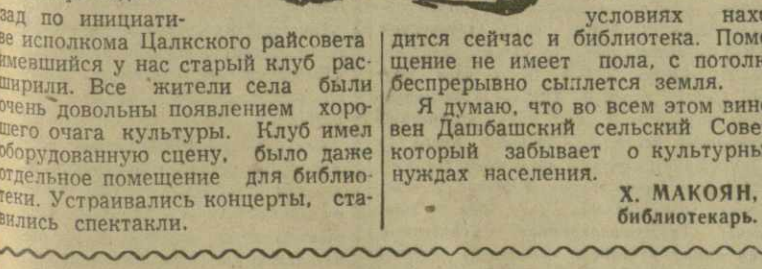 зад по инициати-
ве исполкома Цалкского райсовета
имевшийся у нас старый клуб рас-
ширили. Все жители села были
очень довольны появлением хоро-
шего очага культуры. Клуб имел
оборудованную сцену, было даже
отдельное помещение для библио-
теки. Устраивались концерты, ста-
вились спектакли.
условиях нахо
дится сейчас и библиотека. Поме
щение не имеет пола, с потолк
беспрерывно сыплется земля.
Я думаю, что во всем этом вино
вен Дашбашский сельский Сове
который забывает о культурны
нуждах населения.
Х. МАКОЯН,
библиотекарь.